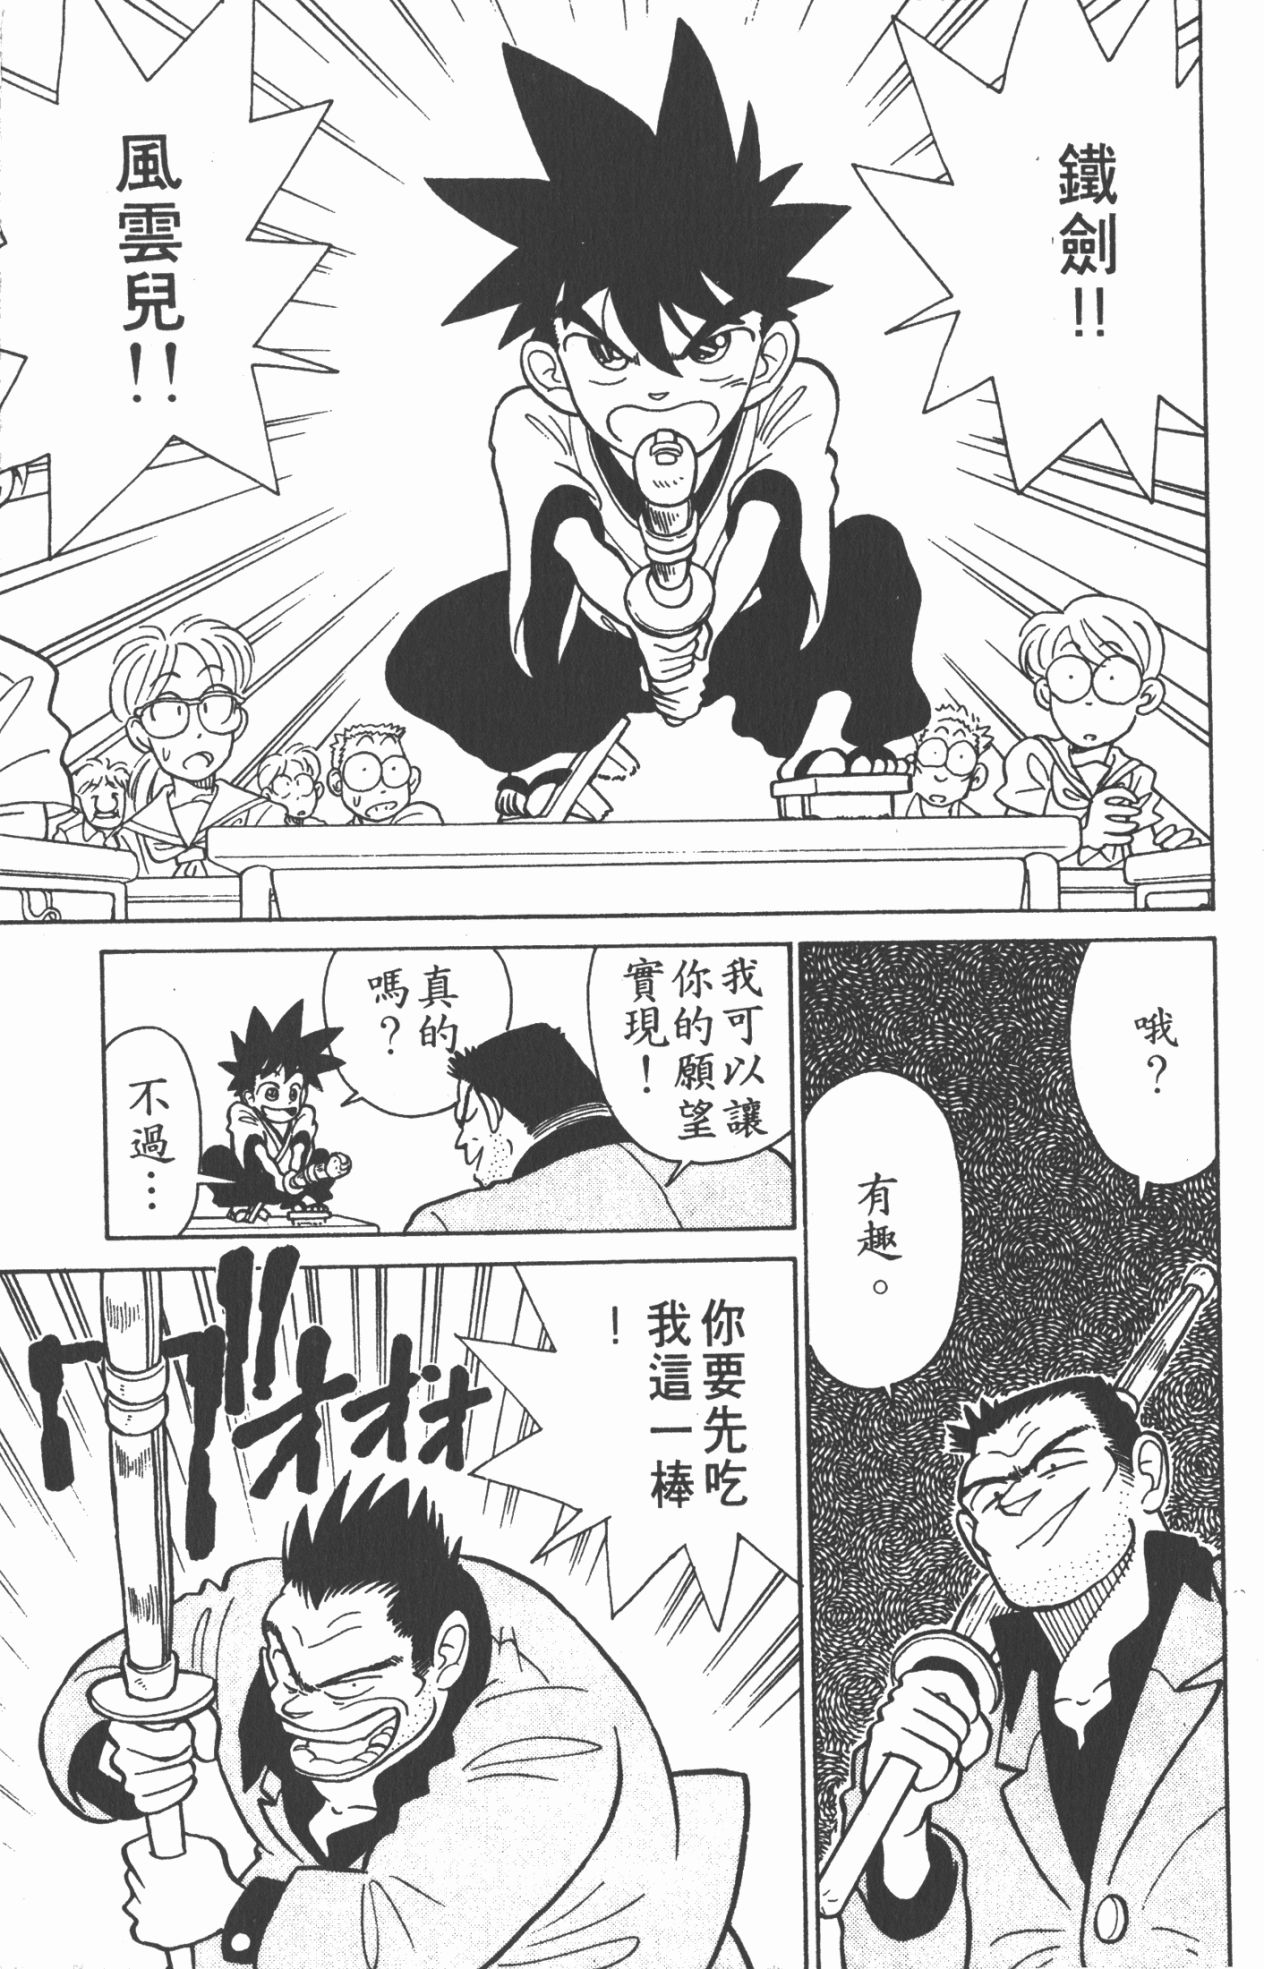 鐵劍!!
風雲兒!!
哦?
有趣。
我可以讓
你的願望
實現!
真的
嗎?
不過…
你要先吃
我這一棒
!
ゴオオオ!!